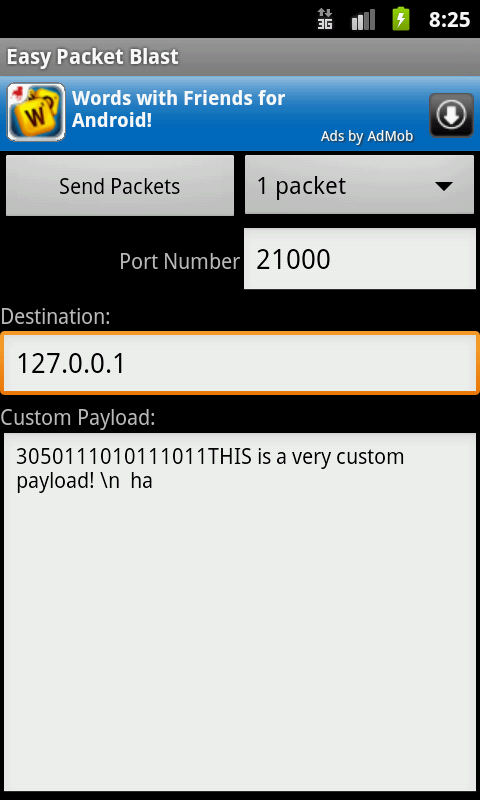 3G 8:25
Easy Packet Blast
W
Words with Friends for
Android!
Ads by AdMob
Send Packets 1 packet
Port Number 21000
Destination:
127.0.0.1
Custom Payload:
3050111010111011THIS is a very custom
payload! \n  ha